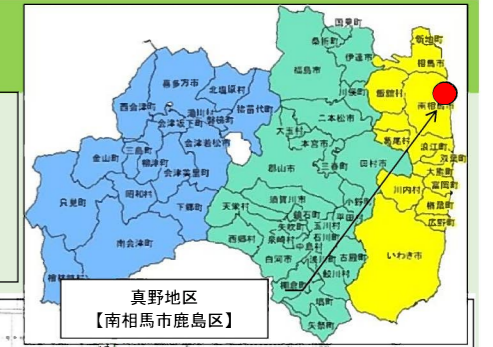 国見町
桑折町
伊達市
新地町
相馬市
福島市
川俣町
飯舘村
南相馬市
喜多方市
北塩原村
西会津町
湯川村
磐梯町
猪苗代町
会津坂下町
会津若松市
二本松市
大玉村
本宮市
三春町
田村市
葛尾村
浪江町
双葉町
大熊町
富岡町
川内村
楢葉町
広野町
三島町
金山町
柳津町
会津美里町
昭和村
只見町
下郷町
南会津町
檜枝岐村
郡山市
須賀川市
天栄村
鏡石町
小野町
平田村
玉川村
矢吹町
石川町
泉崎村
中島村
西郷村
白河市
浅川町
古殿町
棚倉町
鮫川村
塙町
矢祭町
いわき市
真野地区
【南相馬市鹿島区】